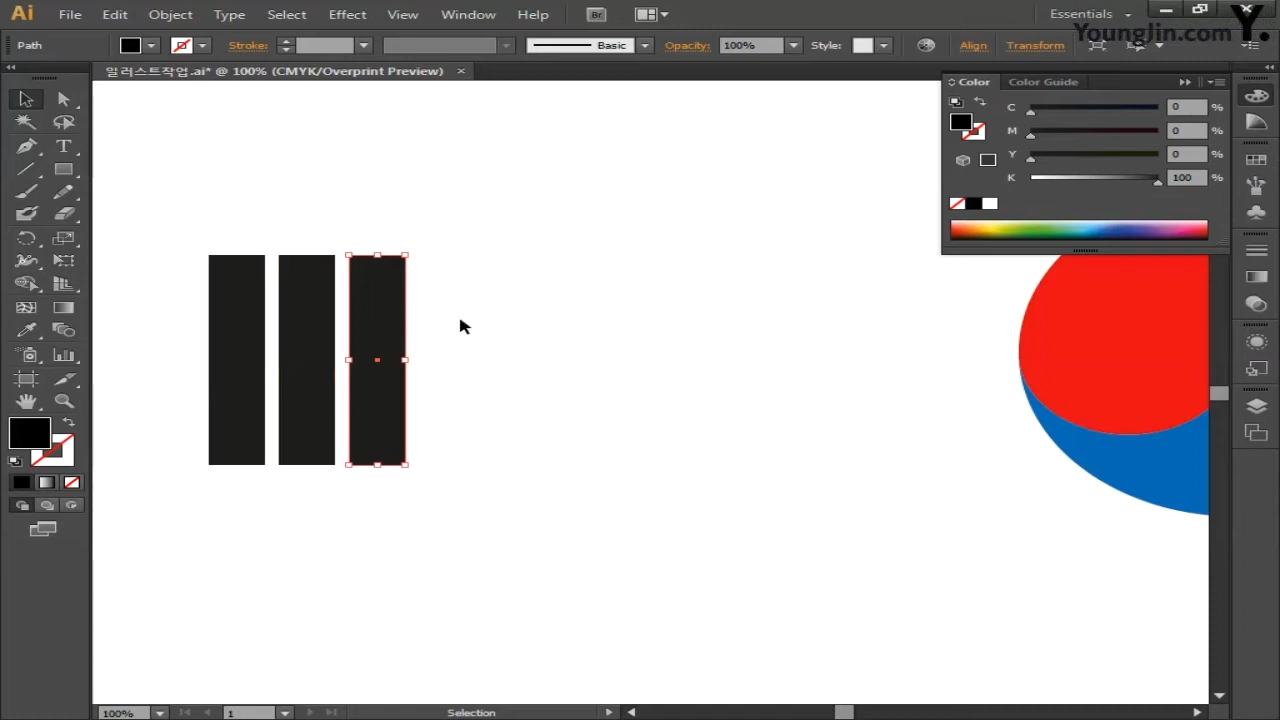 Ai File Edit Object Type Select Effect View Window Help Br Essentials
YoungJin.com Y.
Path Stroke: Basic Opacity: 100% Style: Align Transform
일러스트작업.ai* @ 100% (CMYK/Overprint Preview) ×
Color Color Guide
C 0 %
M 0 %
Y 0 %
K 100 %
T
100% 1 Selection